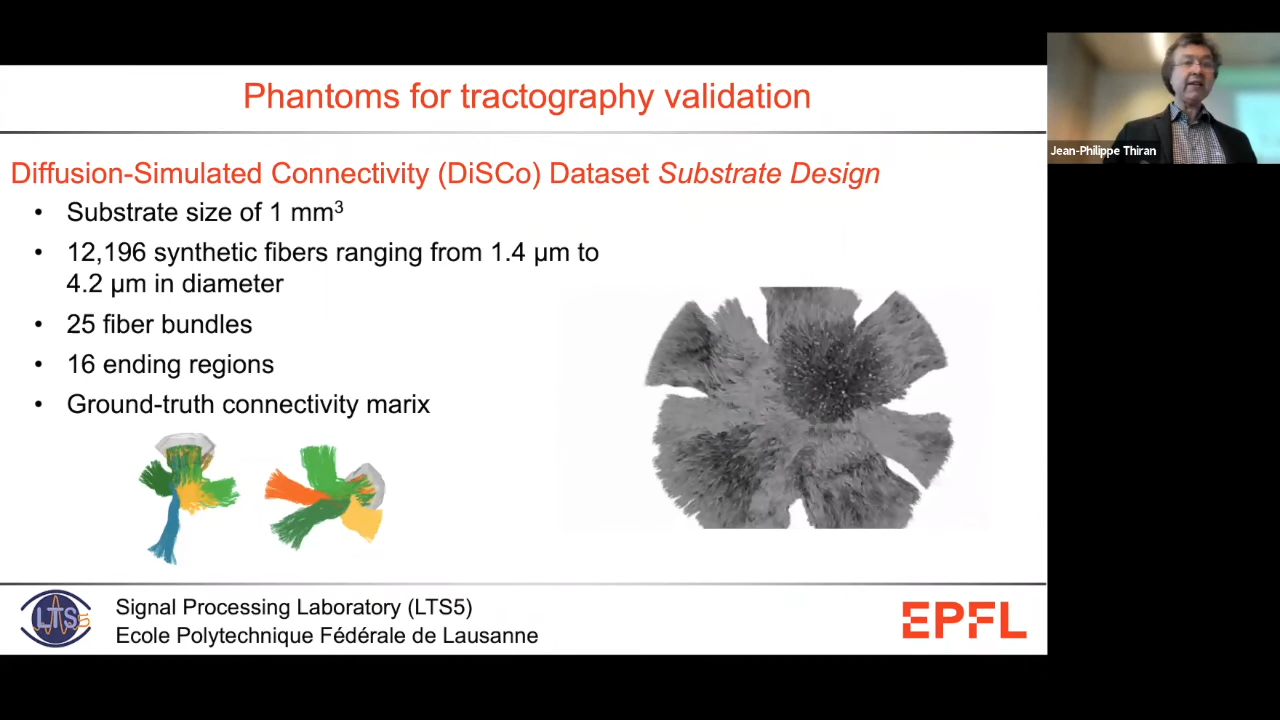 Phantoms for tractography validation
Jean-Philippe Thiran
Diffusion-Simulated Connectivity (DiSCo) Dataset Substrate Design
• Substrate size of 1 mm³
• 12,196 synthetic fibers ranging from 1.4 µm to
4.2 µm in diameter
• 25 fiber bundles
• 16 ending regions
• Ground-truth connectivity marix
LTS5
Signal Processing Laboratory (LTS5)
Ecole Polytechnique Fédérale de Lausanne
EPFL